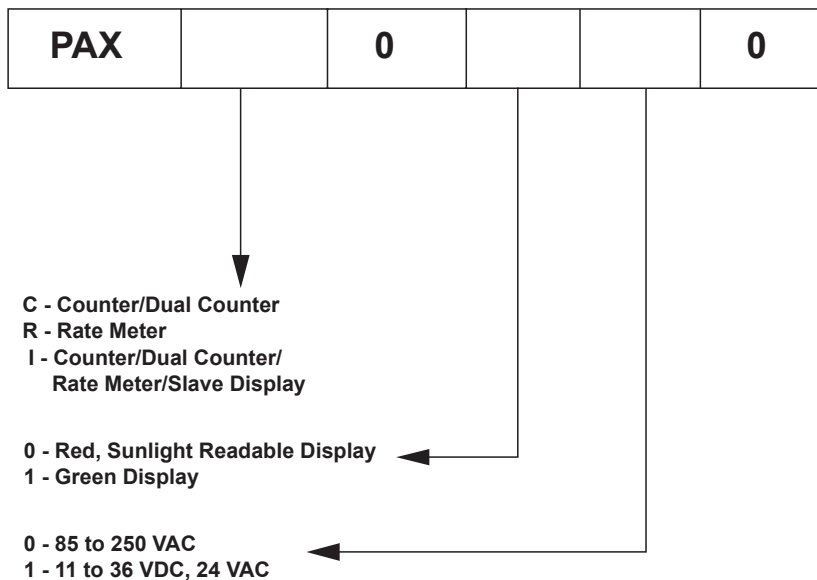 PAX 0 0
C - Counter/Dual Counter
R - Rate Meter
I - Counter/Dual Counter/
Rate Meter/Slave Display
0 - Red, Sunlight Readable Display
1 - Green Display
0 - 85 to 250 VAC
1 - 11 to 36 VDC, 24 VAC